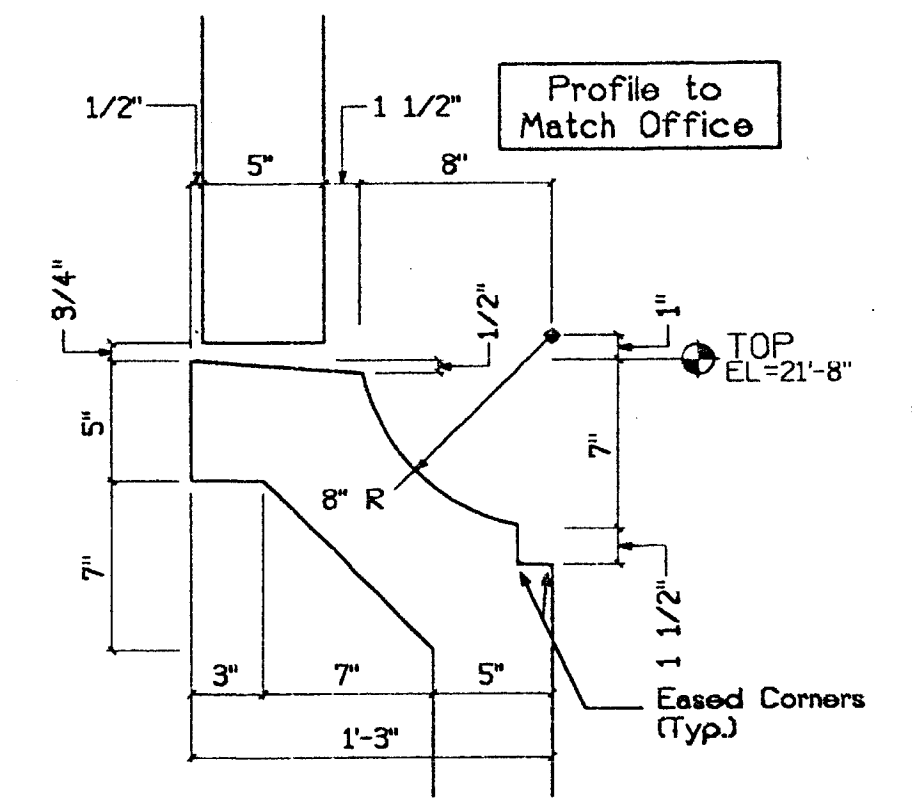 Profile to
Match Office
1/2"
1 1/2"
5"
8"
3/4"
1/2"
1"
TOP
EL=21'-8"
5"
7"
8" R
7"
1 1/2"
3"
7"
5"
Eased Corners
(Typ.)
1'-3"